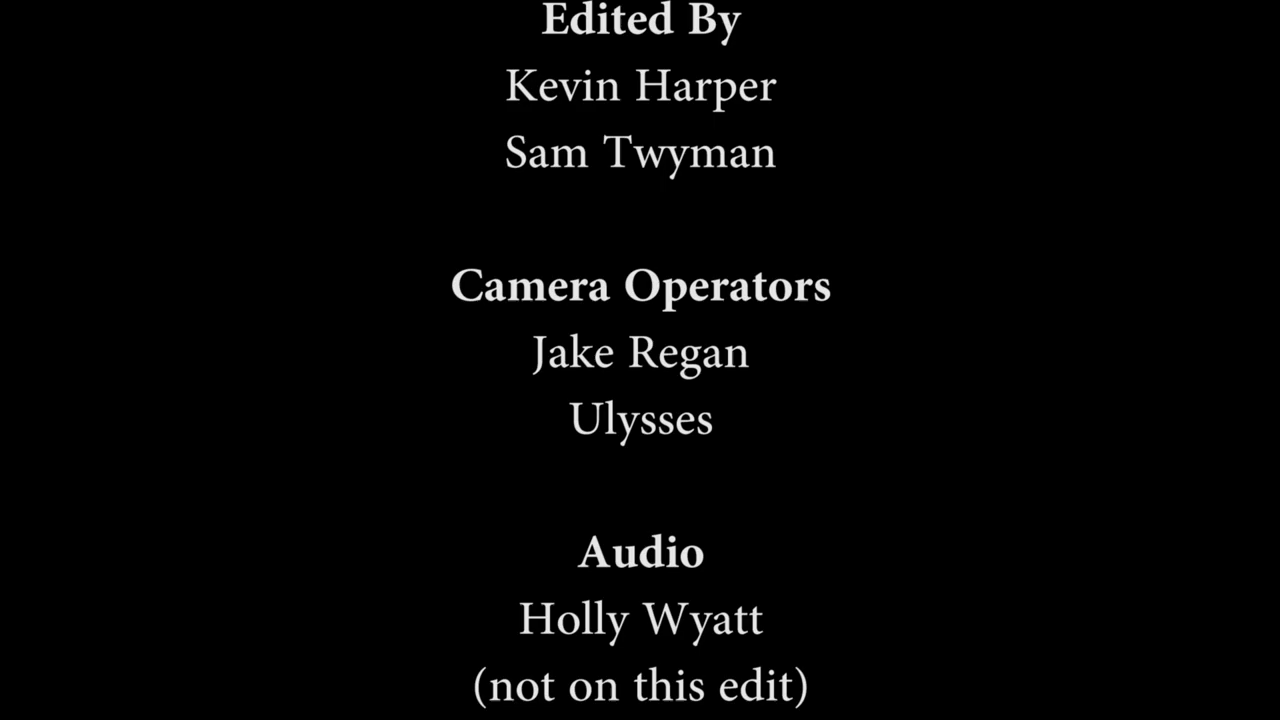 Edited By
Kevin Harper
Sam Twyman
Camera Operators
Jake Regan
Ulysses
Audio
Holly Wyatt
(not on this edit)